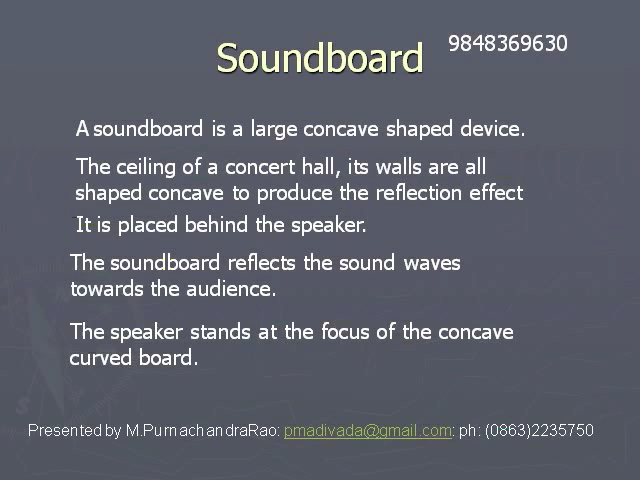 Soundboard
9848369630
A soundboard is a large concave shaped device.
The ceiling of a concert hall, its walls are all
shaped concave to produce the reflection effect
It is placed behind the speaker.
The soundboard reflects the sound waves
towards the audience.
The speaker stands at the focus of the concave
curved board.
Presented by M.PurnachandraRao: pmadivada@gmail.com: ph: (0863)2235750